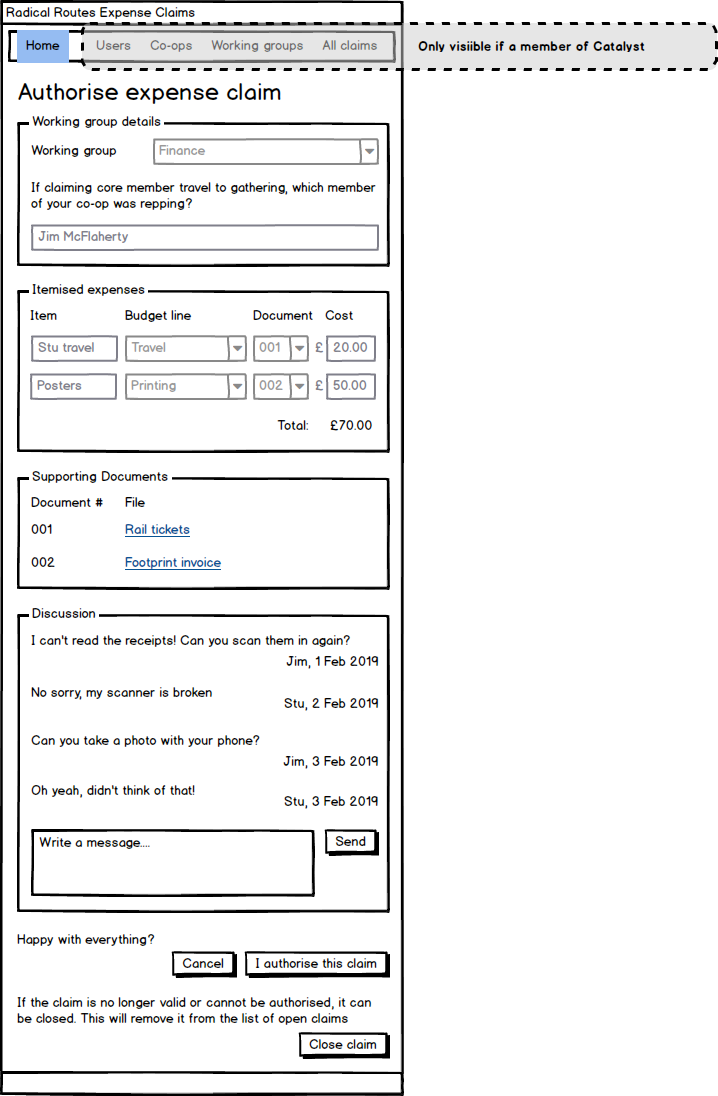 Radical Routes Expense Claims
Home Users Co-ops Working groups All claims Only visiible if a member of Catalyst
Authorise expense claim
Working group details
Working group Finance
If claiming core member travel to gathering, which member
of your co-op was repping?
Jim McFlaherty
Itemised expenses
Item Budget line Document Cost
Stu travel Travel 001 £ 20.00
Posters Printing 002 £ 50.00
Total: £70.00
Supporting Documents
Document # File
001 Rail tickets
002 Footprint invoice
Discussion
I can't read the receipts! Can you scan them in again?
Jim, 1 Feb 2019
No sorry, my scanner is broken
Stu, 2 Feb 2019
Can you take a photo with your phone?
Jim, 3 Feb 2019
Oh yeah, didn't think of that!
Stu, 3 Feb 2019
Write a message.... Send
Happy with everything?
Cancel I authorise this claim
If the claim is no longer valid or cannot be authorised, it can
be closed. This will remove it from the list of open claims
Close claim